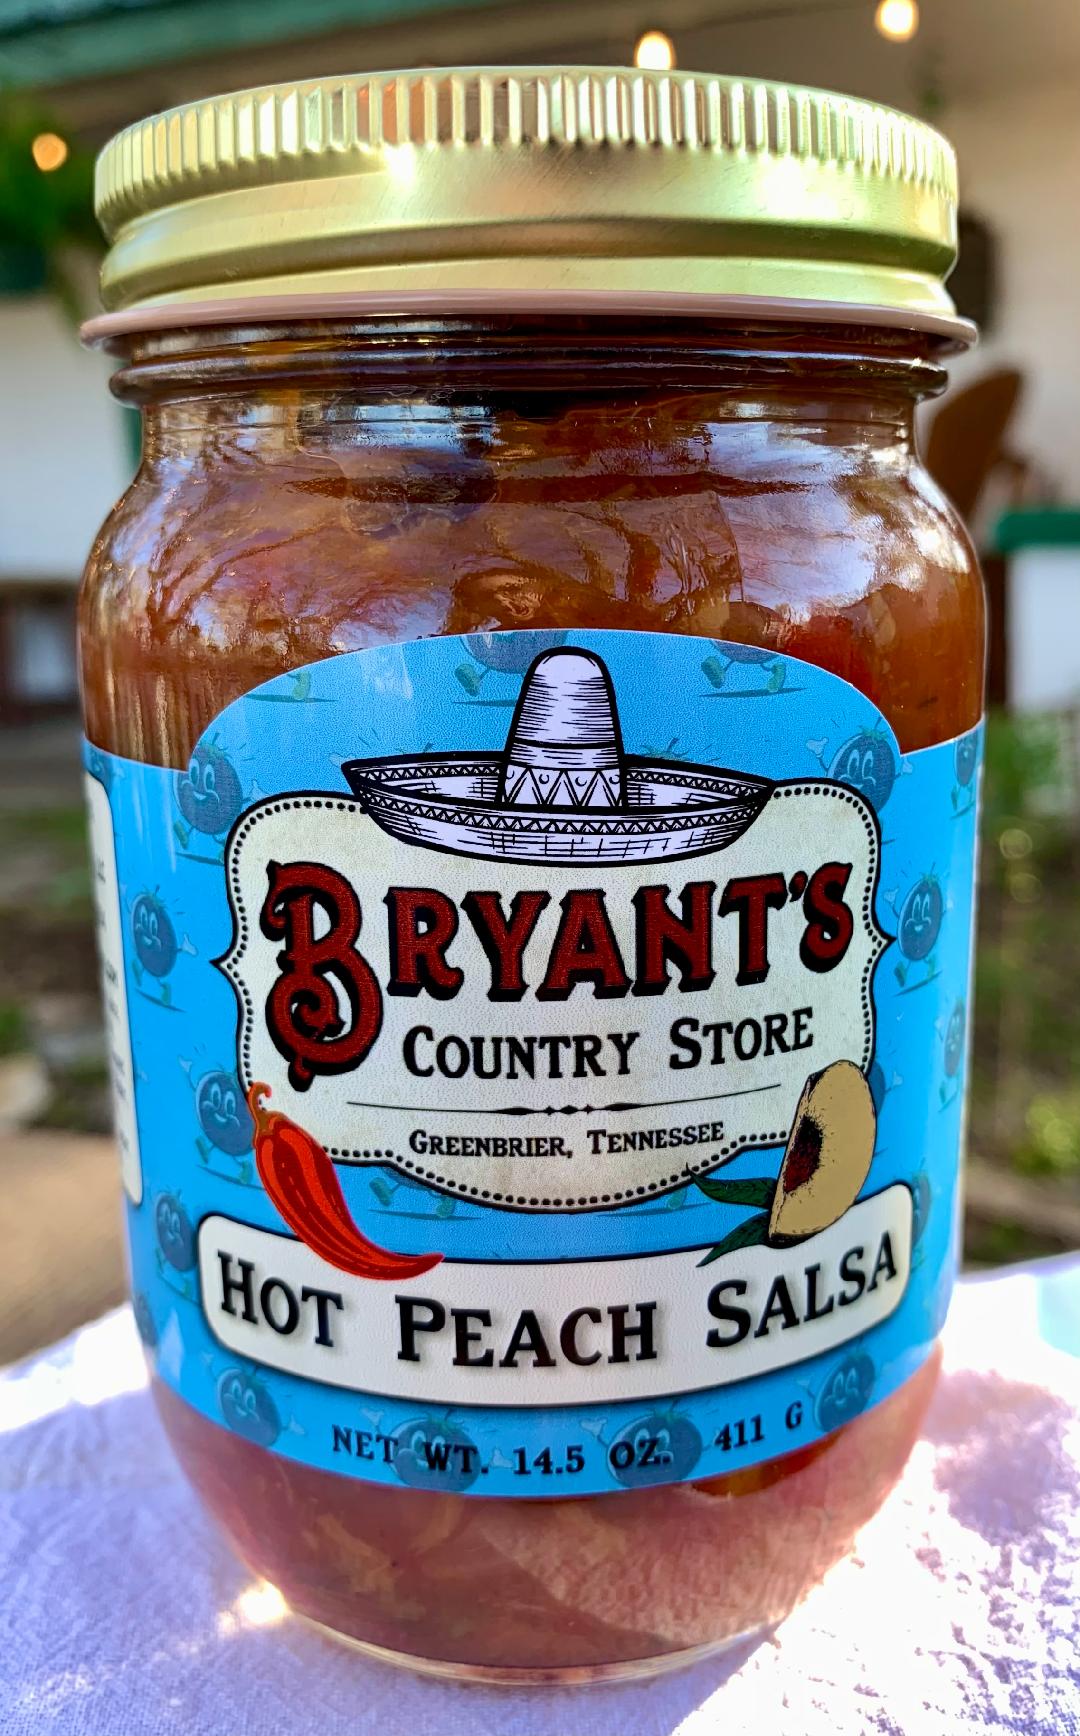 BRYANT'S
COUNTRY STORE
GREENBRIER, TENNESSEE
HOT PEACH SALSA
NET WT. 14.5 OZ. 411 G